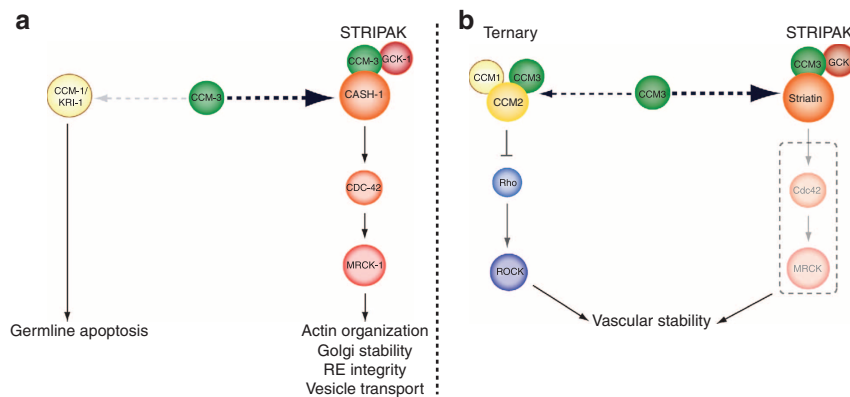 a
STRIPAK
CCM-3
GCK-1
CCM-1/
KRI-1
CCM-3
CASH-1
CDC-42
MRCK-1
Germline apoptosis
Actin organization
Golgi stability
RE integrity
Vesicle transport
b
Ternary
STRIPAK
CCM1
CCM3
CCM2
CCM3
CCM3
GCK
Striatin
Rho
Cdc42
ROCK
MRCK
Vascular stability